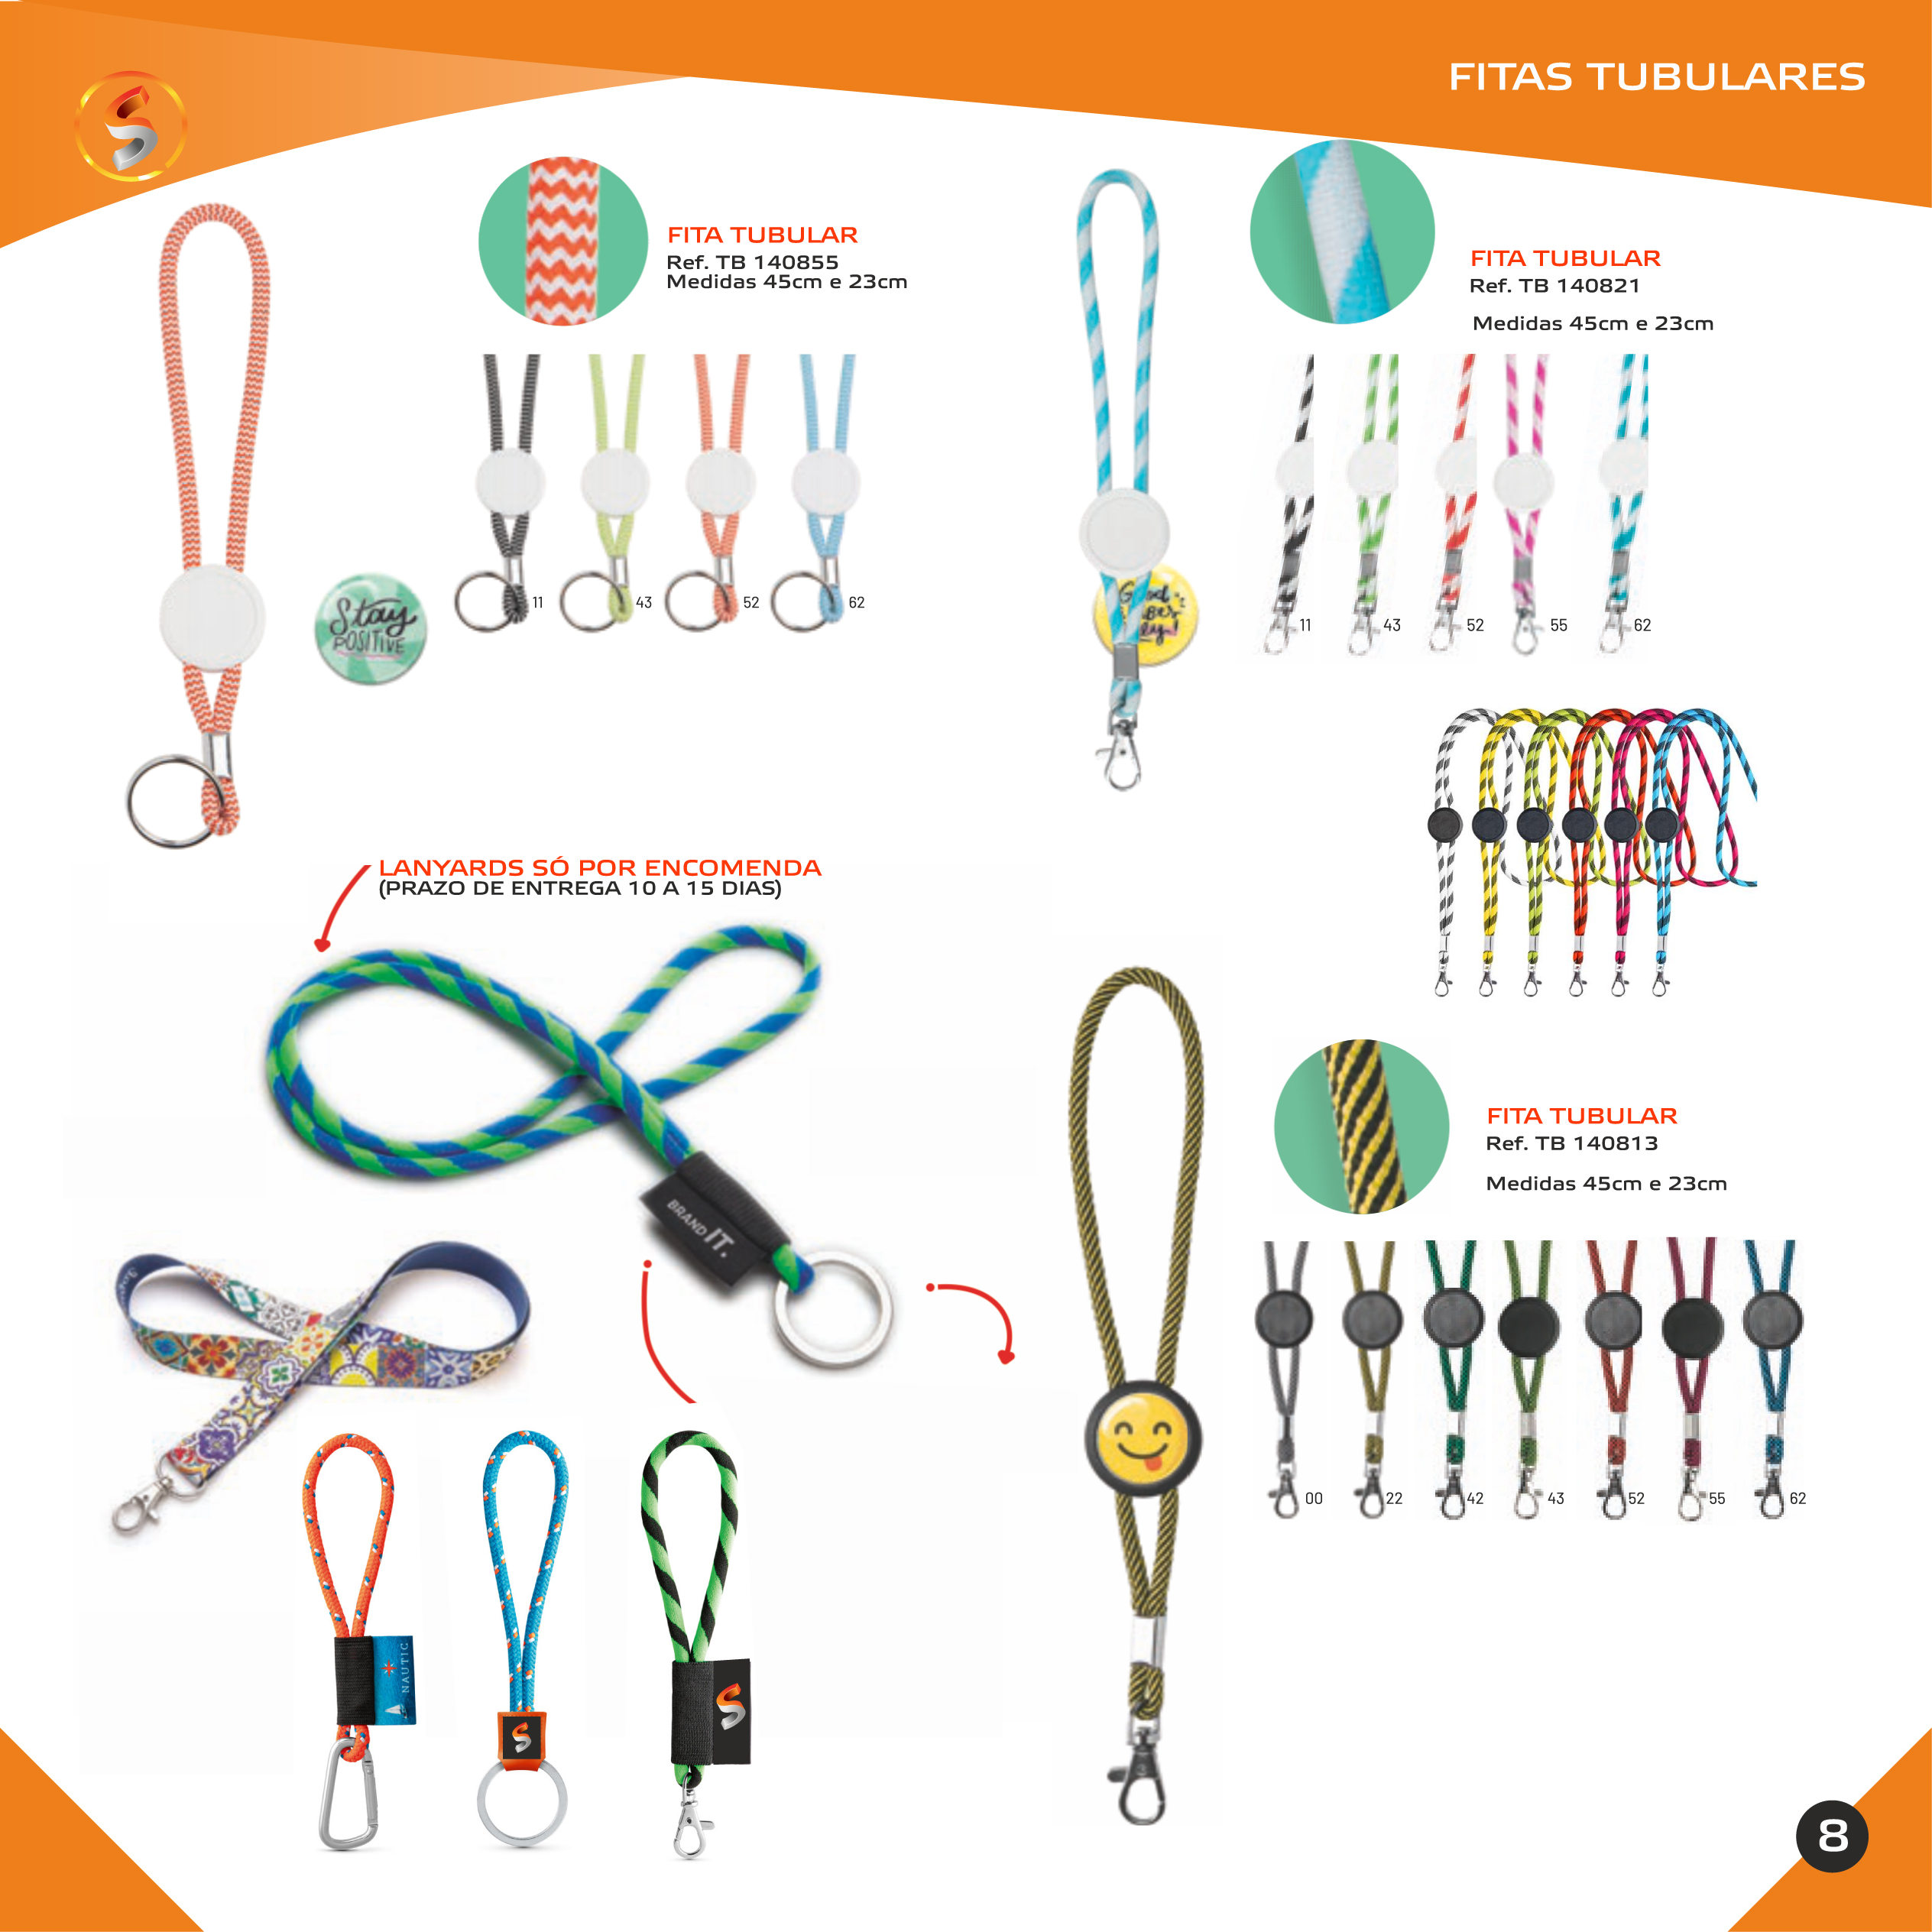 FITAS TUBULARES
FITA TUBULAR
Ref. TB 140855
Medidas 45cm e 23cm
11
43
52
62
Stay
POSITIVE
FITA TUBULAR
Ref. TB 140821
Medidas 45cm e 23cm
11
43
52
55
62
LANYARDS SÓ POR ENCOMENDA
(PRAZO DE ENTREGA 10 A 15 DIAS)
BRAND IT.
FITA TUBULAR
Ref. TB 140813
Medidas 45cm e 23cm
00
22
42
43
52
55
62
NAUTIC
8